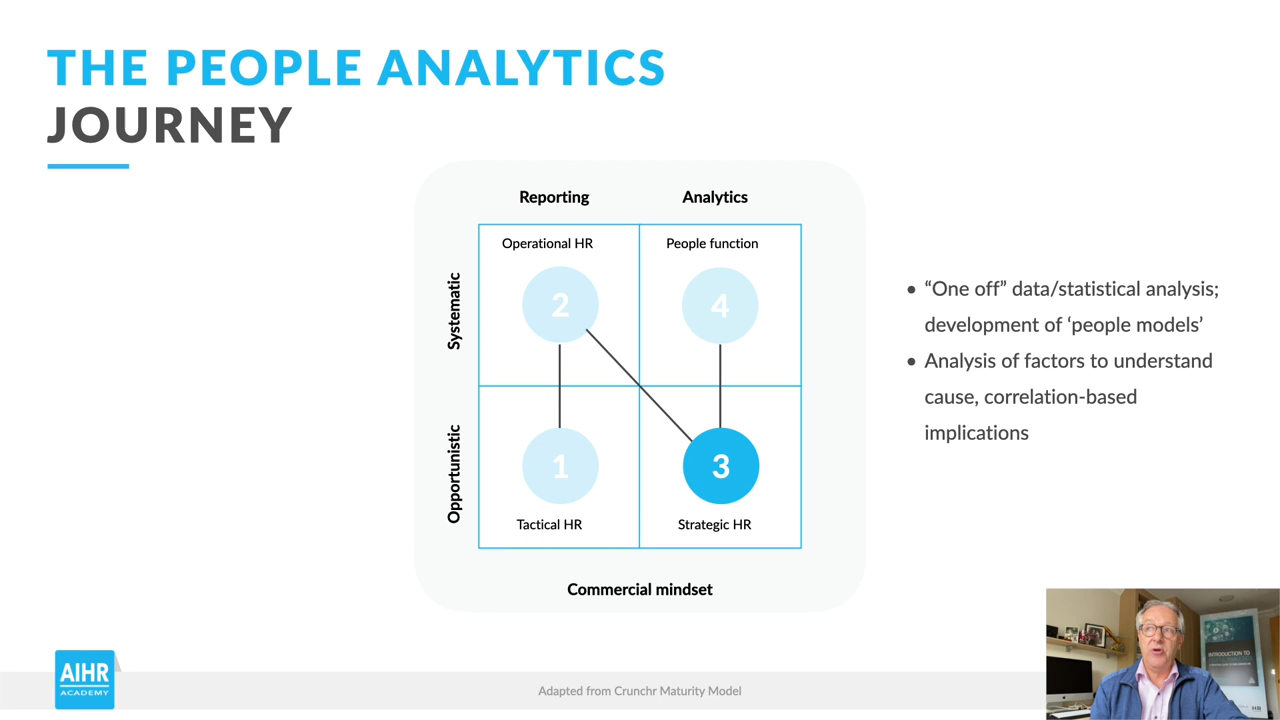 THE PEOPLE ANALYTICS
JOURNEY
Reporting
Analytics
Systematic
Opportunistic
Operational HR
People function
2
4
1
3
Tactical HR
Strategic HR
Commercial mindset
• “One off” data/statistical analysis;
development of ‘people models’
• Analysis of factors to understand
cause, correlation-based
implications
AIHR
ACADEMY
Adapted from Crunchr Maturity Model
INTRODUCTION TO
HR